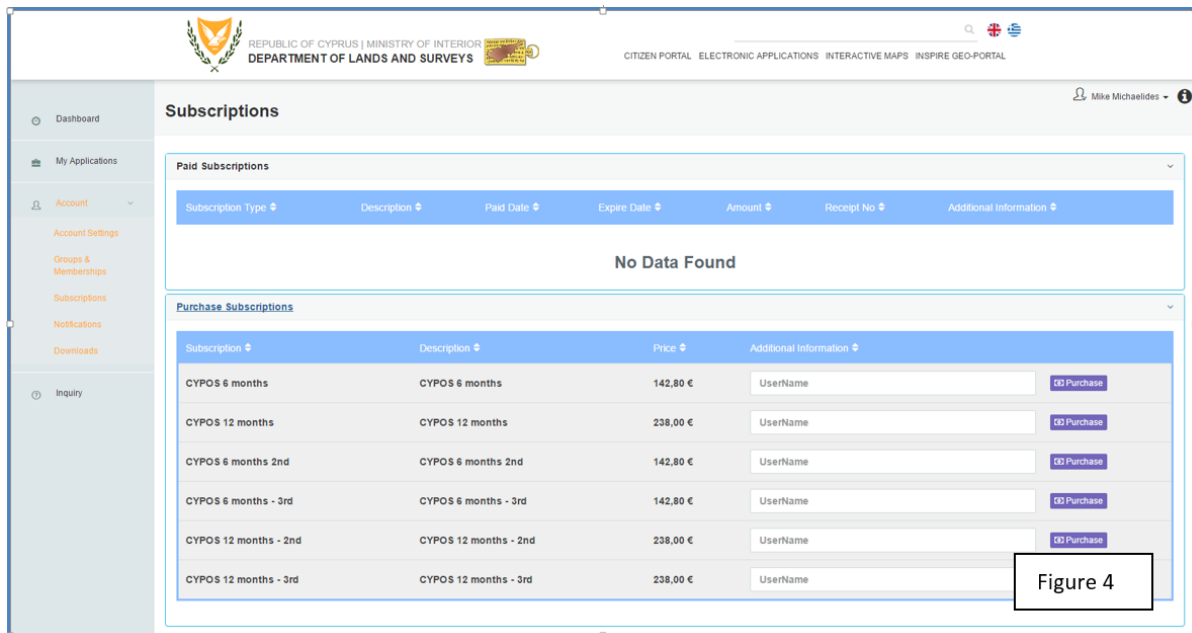 REPUBLIC OF CYPRUS | MINISTRY OF INTERIOR
DEPARTMENT OF LANDS AND SURVEYS
CITIZEN PORTAL ELECTRONIC APPLICATIONS INTERACTIVE MAPS INSPIRE GEO-PORTAL
Mike Michaelides
Dashboard
My Applications
Account
Account Settings
Groups &
Memberships
Subscriptions
Notifications
Downloads
Inquiry
Subscriptions
Paid Subscriptions
Subscription Type Description Paid Date Expire Date Amount Receipt No Additional Information
No Data Found
Purchase Subscriptions
Subscription Description Price Additional Information
CYPOS 6 months CYPOS 6 months 142,80 € UserName Purchase
CYPOS 12 months CYPOS 12 months 238,00 € UserName Purchase
CYPOS 6 months 2nd CYPOS 6 months 2nd 142,80 € UserName Purchase
CYPOS 6 months - 3rd CYPOS 6 months - 3rd 142,80 € UserName Purchase
CYPOS 12 months - 2nd CYPOS 12 months - 2nd 238,00 € UserName Purchase
CYPOS 12 months - 3rd CYPOS 12 months - 3rd 238,00 € UserName
Figure 4